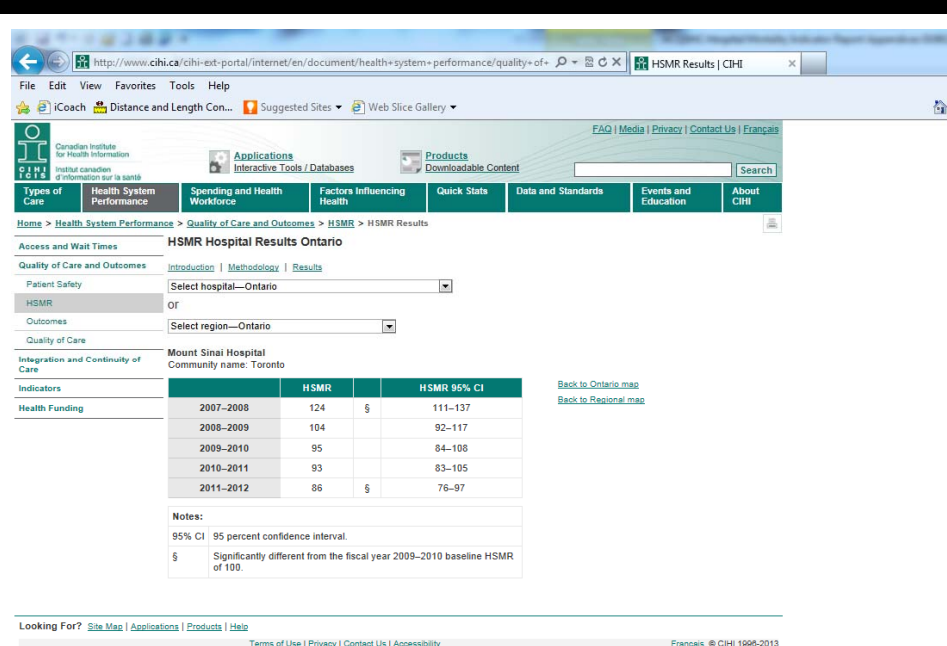 http://www.cihi.ca/cihi-ext-portal/internet/en/document/health+system+performance/quality+of+
HSMR Results | CIHI
File Edit View Favorites Tools Help
iCoach Distance and Length Con... Suggested Sites Web Slice Gallery
FAQ | Media | Privacy | Contact Us | Français
CIHI
ICIS
Canadian Institute
for Health Information
Institut canadien
d'information sur la santé
Applications
Interactive Tools / Databases
Products
Downloadable Content
Search
Types of Care
Health System Performance
Spending and Health Workforce
Factors Influencing Health
Quick Stats
Data and Standards
Events and Education
About CIHI
Home > Health System Performance > Quality of Care and Outcomes > HSMR > HSMR Results
Access and Wait Times
Quality of Care and Outcomes
Patient Safety
HSMR
Outcomes
Quality of Care
Integration and Continuity of
Care
Indicators
Health Funding
HSMR Hospital Results Ontario
Introduction | Methodology | Results
Select hospital—Ontario
or
Select region—Ontario
Mount Sinai Hospital
Community name: Toronto
HSMR HSMR 95% CI
2007–2008 124 § 111–137
2008–2009 104 92–117
2009–2010 95 84–108
2010–2011 93 83–105
2011–2012 86 § 76–97
Back to Ontario map
Back to Regional map
Notes:
95% CI 95 percent confidence interval.
§ Significantly different from the fiscal year 2009–2010 baseline HSMR
of 100.
Looking For? Site Map | Applications | Products | Help
Terms of Use | Privacy | Contact Us | Accessibility
Français © CIHI 1996-2013